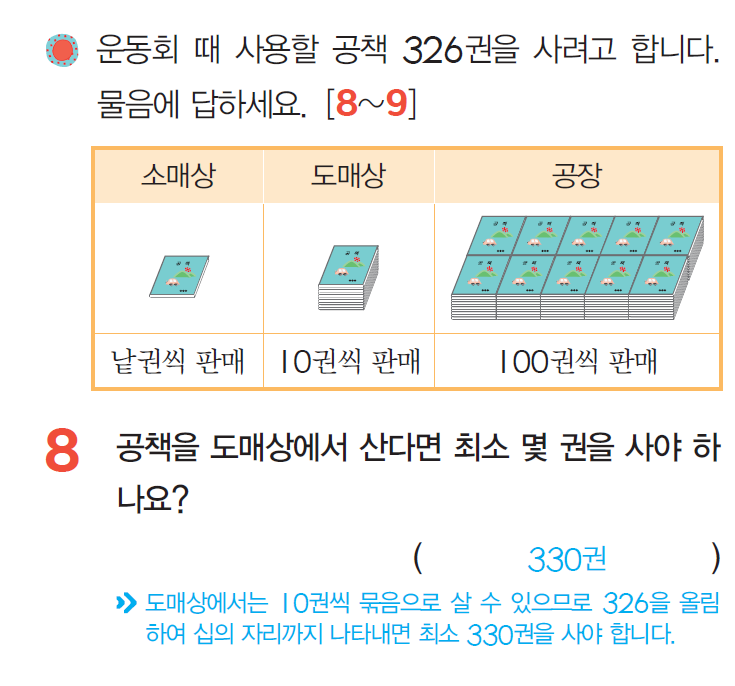 운동회 때 사용할 공책 326권을 사려고 합니다.
물음에 답하세요. [8~9]
소매상 도매상 공장
낱권씩 판매 10권씩 판매 100권씩 판매
8 공책을 도매상에서 산다면 최소 몇 권을 사야 하
나요?
( 330권 )
도매상에서는 10권씩 묶음으로 살 수 있으므로 326을 올림
하여 십의 자리까지 나타내면 최소 330권을 사야 합니다.